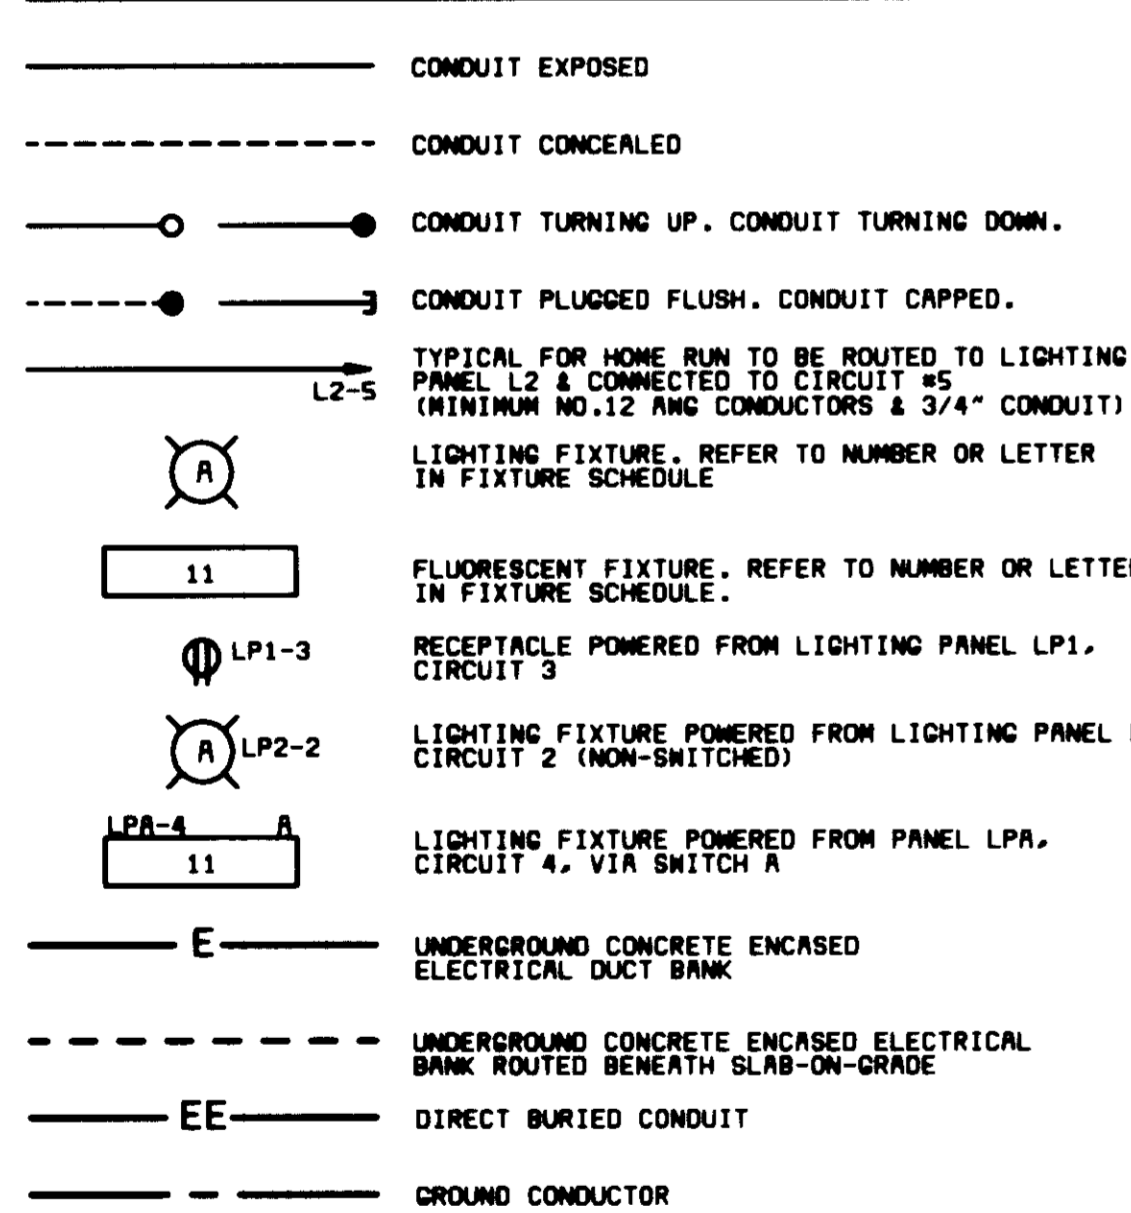 CONDUIT EXPOSED
CONDUIT CONCEALED
CONDUIT TURNING UP. CONDUIT TURNING DOWN.
CONDUIT PLUGGED FLUSH. CONDUIT CAPPED.
L2-5
TYPICAL FOR HOME RUN TO BE ROUTED TO LIGHTING
PANEL L2 & CONNECTED TO CIRCUIT #5
(MINIMUM NO.12 AWG CONDUCTORS & 3/4" CONDUIT)
A
LIGHTING FIXTURE. REFER TO NUMBER OR LETTER
IN FIXTURE SCHEDULE
11
FLUORESCENT FIXTURE. REFER TO NUMBER OR LETTER
IN FIXTURE SCHEDULE.
LP1-3
RECEPTACLE POWERED FROM LIGHTING PANEL LP1,
CIRCUIT 3
A LP2-2
LIGHTING FIXTURE POWERED FROM LIGHTING PANEL
CIRCUIT 2 (NON-SWITCHED)
LPA-4 A
11
LIGHTING FIXTURE POWERED FROM PANEL LPA,
CIRCUIT 4, VIA SWITCH A
E
UNDERGROUND CONCRETE ENCASED
ELECTRICAL DUCT BANK
UNDERGROUND CONCRETE ENCASED ELECTRICAL
BANK ROUTED BENEATH SLAB-ON-GRADE
EE
DIRECT BURIED CONDUIT
GROUND CONDUCTOR